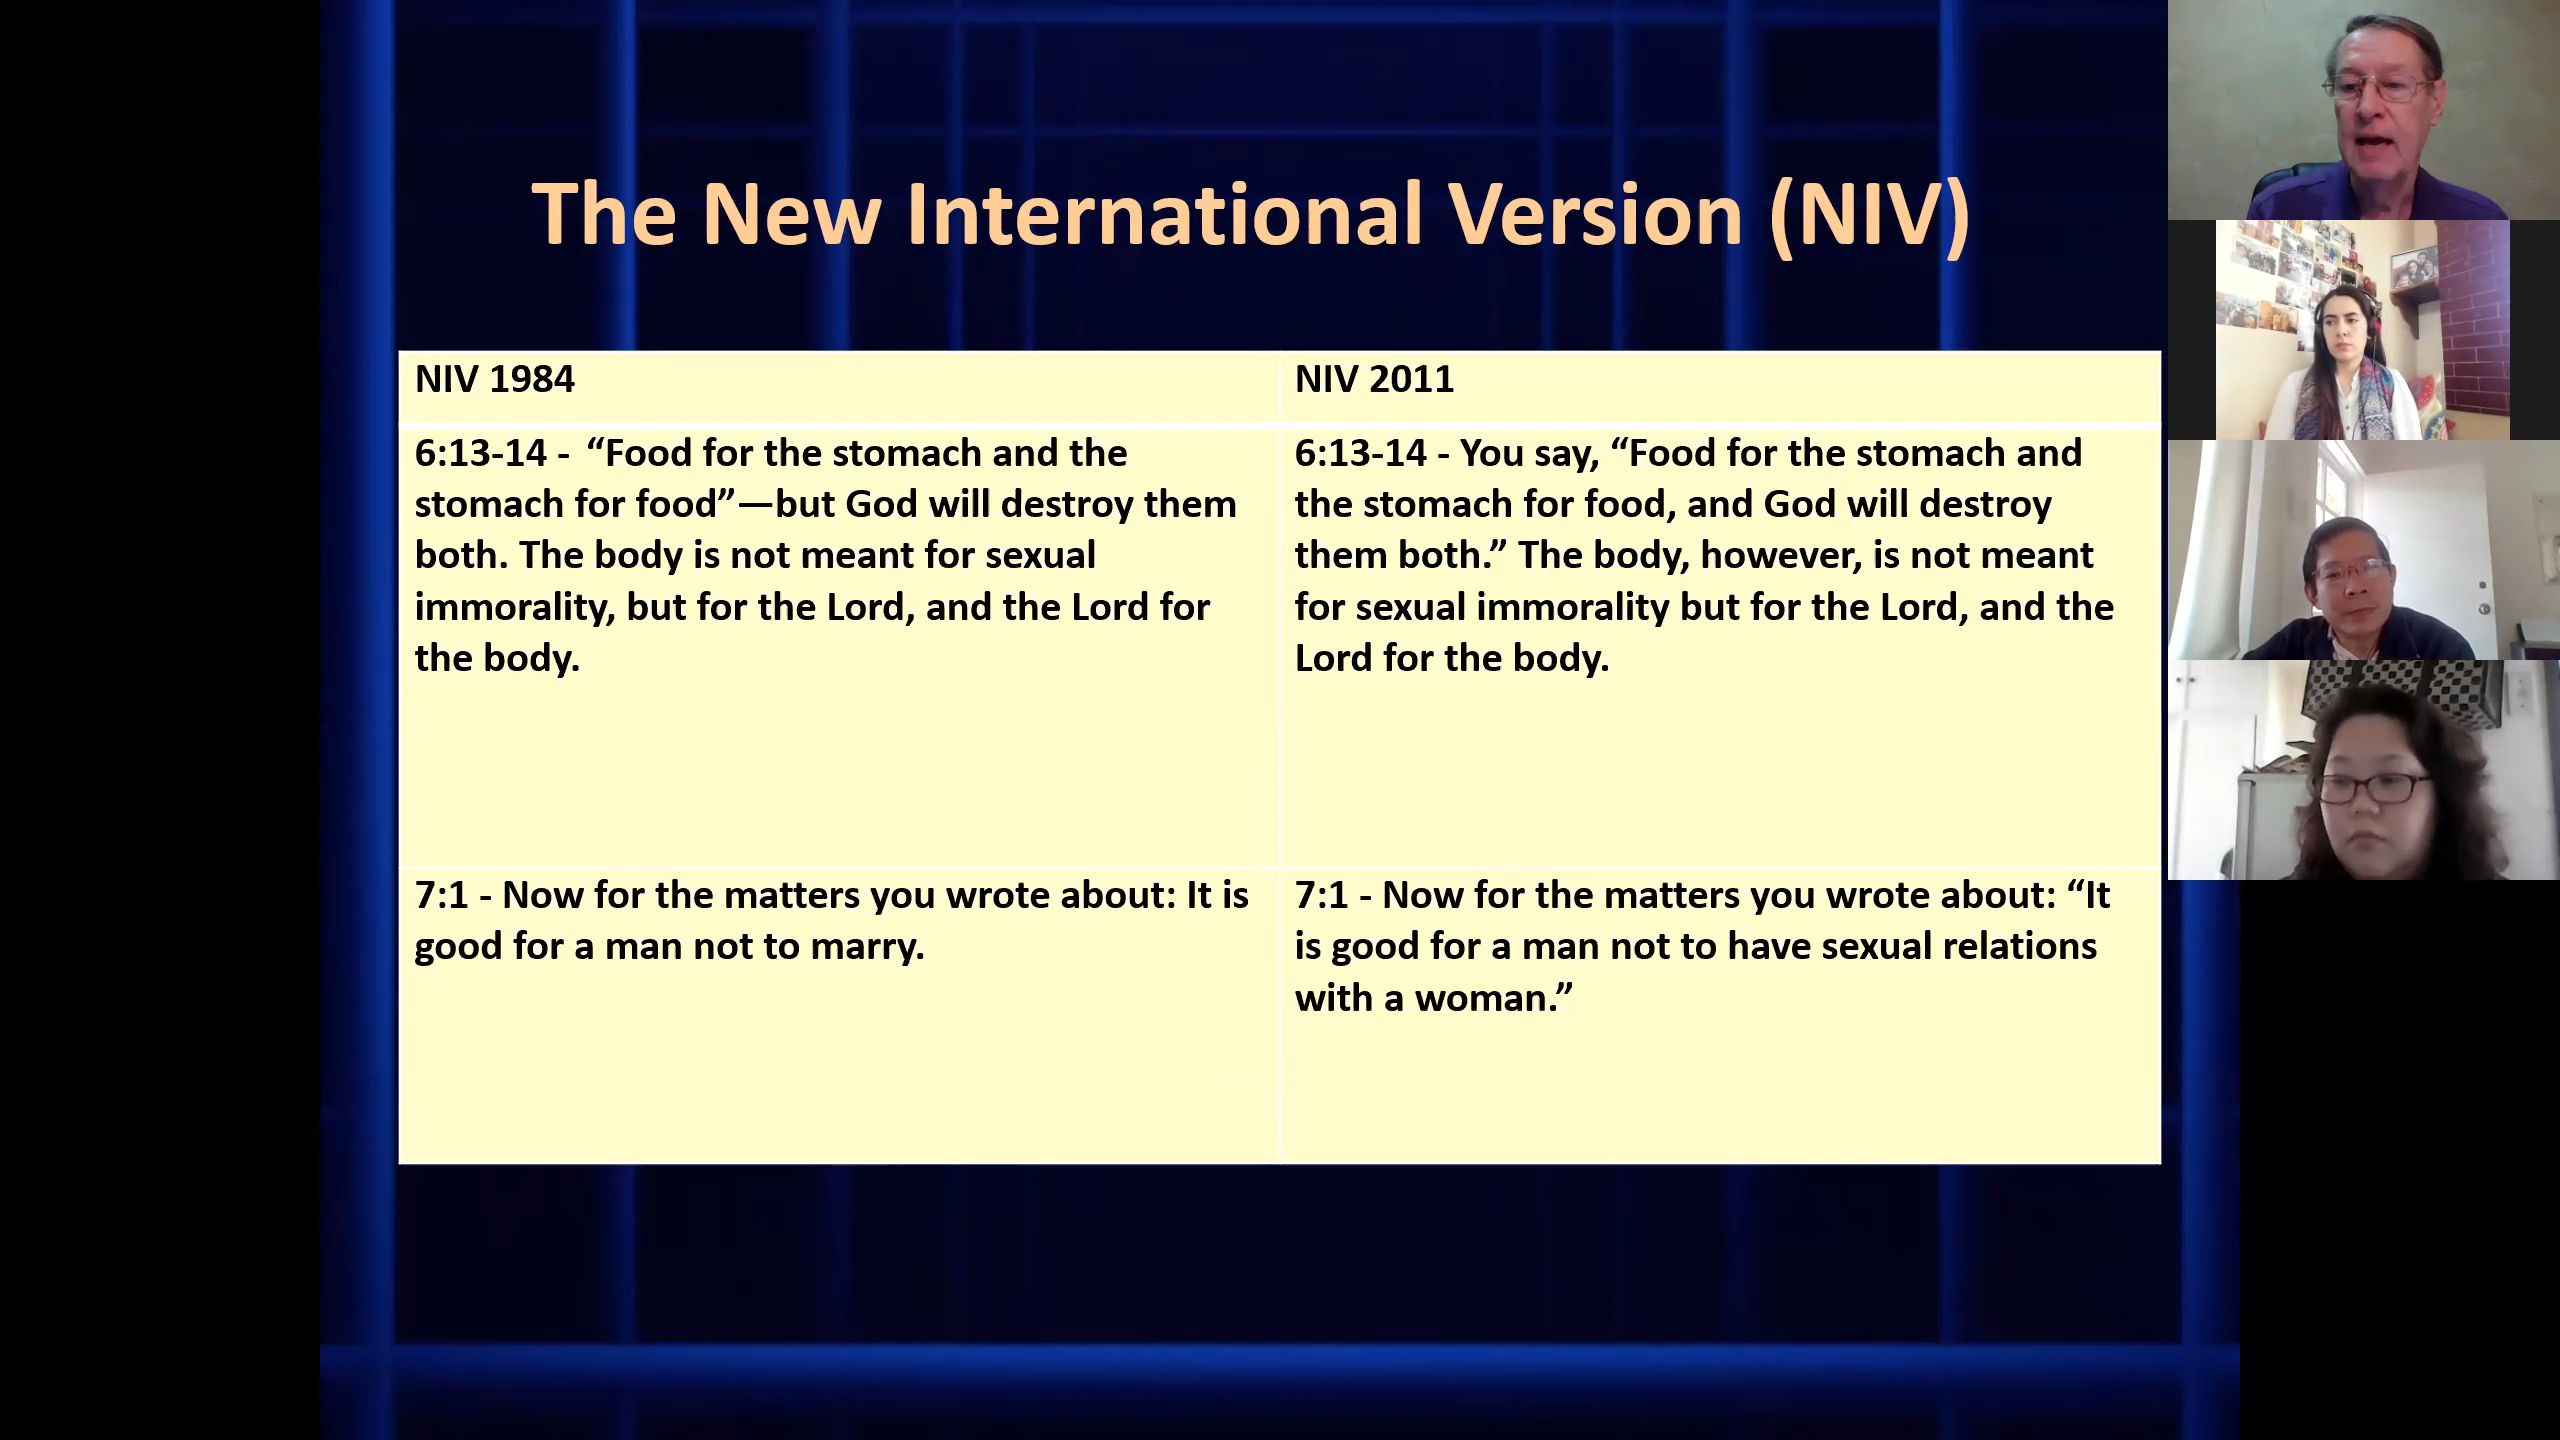 The New International Version (NIV)
NIV 1984
NIV 2011
6:13-14 - “Food for the stomach and the
stomach for food”—but God will destroy them
both. The body is not meant for sexual
immorality, but for the Lord, and the Lord for
the body.
6:13-14 - You say, “Food for the stomach and
the stomach for food, and God will destroy
them both.” The body, however, is not meant
for sexual immorality but for the Lord, and the
Lord for the body.
7:1 - Now for the matters you wrote about: It is
good for a man not to marry.
7:1 - Now for the matters you wrote about: “It
is good for a man not to have sexual relations
with a woman.”